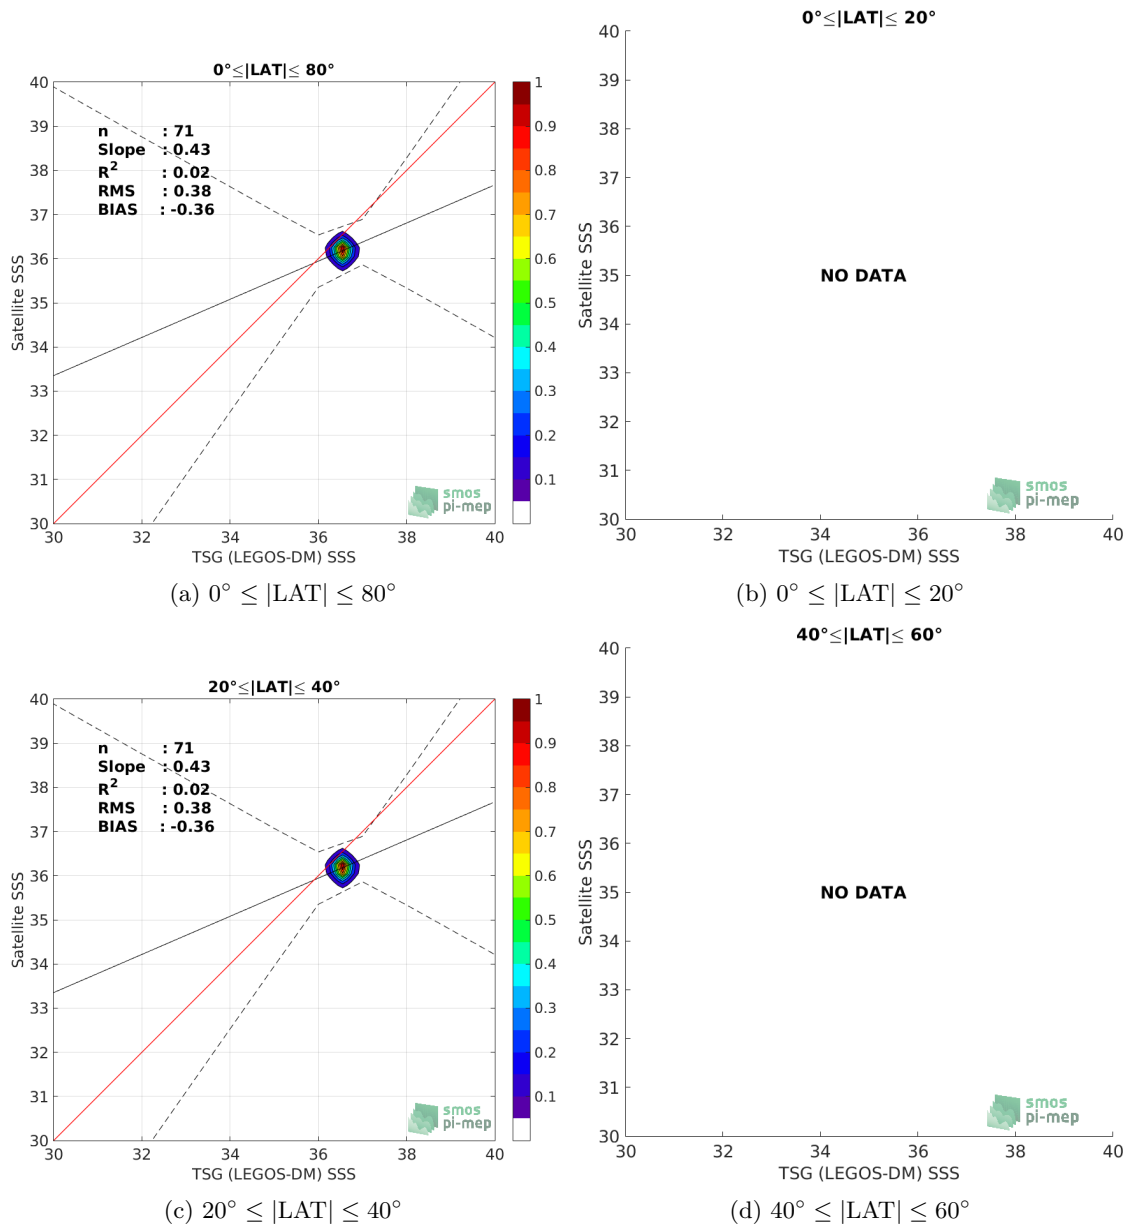 0°≤|LAT|≤ 80°
40
39
38
37
36
35
34
33
32
31
30
Satellite SSS
n : 71
Slope : 0.43
R² : 0.02
RMS : 0.38
BIAS : -0.36
smos
pi-mep
30 32 34 36 38 40
TSG (LEGOS-DM) SSS
1
0.9
0.8
0.7
0.6
0.5
0.4
0.3
0.2
0.1
(a) 0° ≤ |LAT| ≤ 80°
0°≤|LAT|≤ 20°
40
39
38
37
36
35
34
33
32
31
30
Satellite SSS
NO DATA
smos
pi-mep
30 32 34 36 38 40
TSG (LEGOS-DM) SSS
(b) 0° ≤ |LAT| ≤ 20°
20°≤|LAT|≤ 40°
40
39
38
37
36
35
34
33
32
31
30
Satellite SSS
n : 71
Slope : 0.43
R² : 0.02
RMS : 0.38
BIAS : -0.36
smos
pi-mep
30 32 34 36 38 40
TSG (LEGOS-DM) SSS
1
0.9
0.8
0.7
0.6
0.5
0.4
0.3
0.2
0.1
(c) 20° ≤ |LAT| ≤ 40°
40°≤|LAT|≤ 60°
40
39
38
37
36
35
34
33
32
31
30
Satellite SSS
NO DATA
smos
pi-mep
30 32 34 36 38 40
TSG (LEGOS-DM) SSS
(d) 40° ≤ |LAT| ≤ 60°